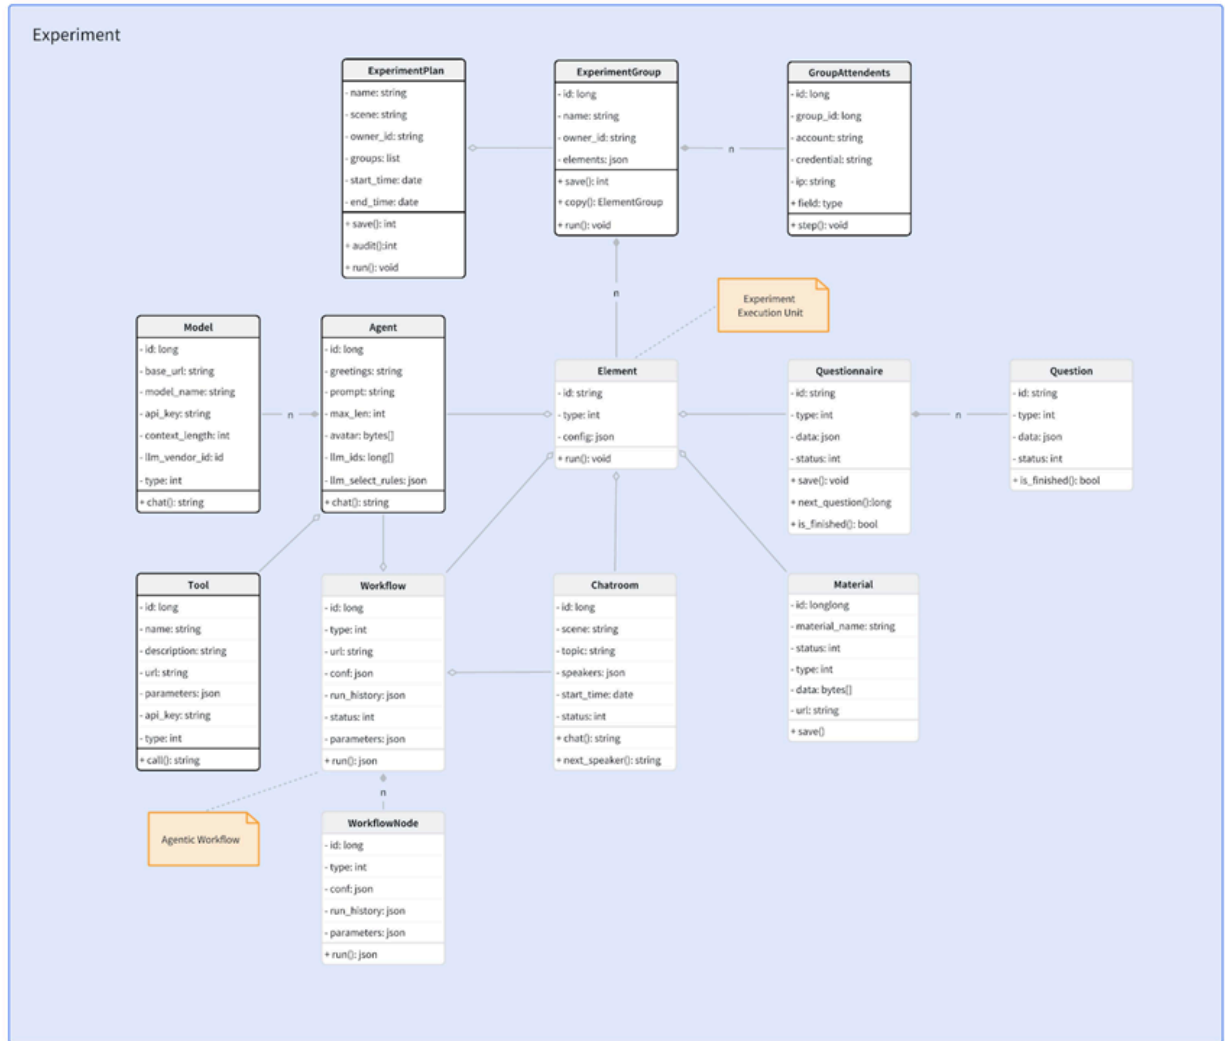 Experiment
ExperimentPlan
- name: string
- scene: string
- owner_id: string
- groups: list
- start_time: date
- end_time: date
+ save(): int
+ audit():int
+ run(): void
ExperimentGroup
- id: long
- name: string
- owner_id: string
- elements: json
+ save(): int
+ copy(): ElementGroup
+ run(): void
n
GroupAttendents
- id: long
- group_id: long
- account: string
- credential: string
- ip: string
+ field: type
+ step(): void
n
Experiment
Execution Unit
Model
- id: long
- base_url: string
- model_name: string
- api_key: string
- context_length: int
- llm_vendor_id: id
- type: int
+ chat(): string
n
Agent
- id: long
- greetings: string
- prompt: string
- max_len: int
- avatar: bytes[]
- llm_ids: long[]
- llm_select_rules: json
+ chat(): string
Element
- id: string
- type: int
- config: json
+ run(): void
Questionnaire
- id: string
- type: int
- data: json
- status: int
+ save(): void
+ next_question():long
+ is_finished(): bool
n
Question
- id: string
- type: int
- data: json
- status: int
+ is_finished(): bool
Tool
- id: long
- name: string
- description: string
- url: string
- parameters: json
- api_key: string
- type: int
+ call(): string
Workflow
- id: long
- type: int
- url: string
- conf: json
- run_history: json
- status: int
- parameters: json
+ run(): json
Chatroom
- id: long
- scene: string
- topic: string
- speakers: json
- start_time: date
- status: int
+ chat(): string
+ next_speaker(): string
Material
- id: longlong
- material_name: string
- status: int
- type: int
- data: bytes[]
- url: string
+ save()
n
Agentic Workflow
WorkflowNode
- id: long
- type: int
- conf: json
- run_history: json
- parameters: json
+ run(): json